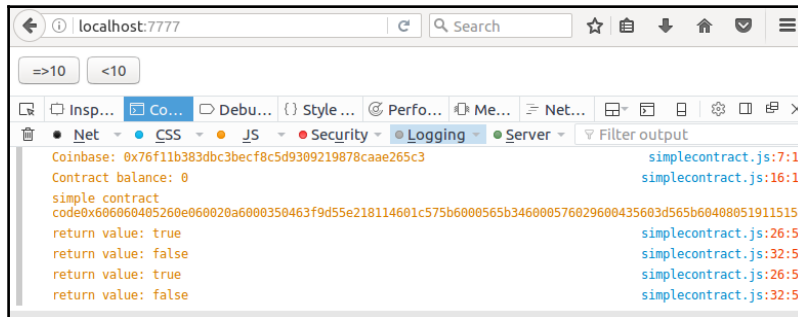 localhost:7777
Search
=>10 <10
Insp... Co... Debu... {} Style ... Perfo... Me... Net...
Net CSS JS Security Logging Server Filter output
Coinbase: 0x76f11b383dbc3becf8c5d9309219878caae265c3 simplecontract.js:7:1
Contract balance: 0 simplecontract.js:16:1
simple contract
code0x606060405260e060020a6000350463f9d55e218114601c575b6000565b346000576029600435603d565b60408051911515
return value: true simplecontract.js:26:5
return value: false simplecontract.js:32:5
return value: true simplecontract.js:26:5
return value: false simplecontract.js:32:5